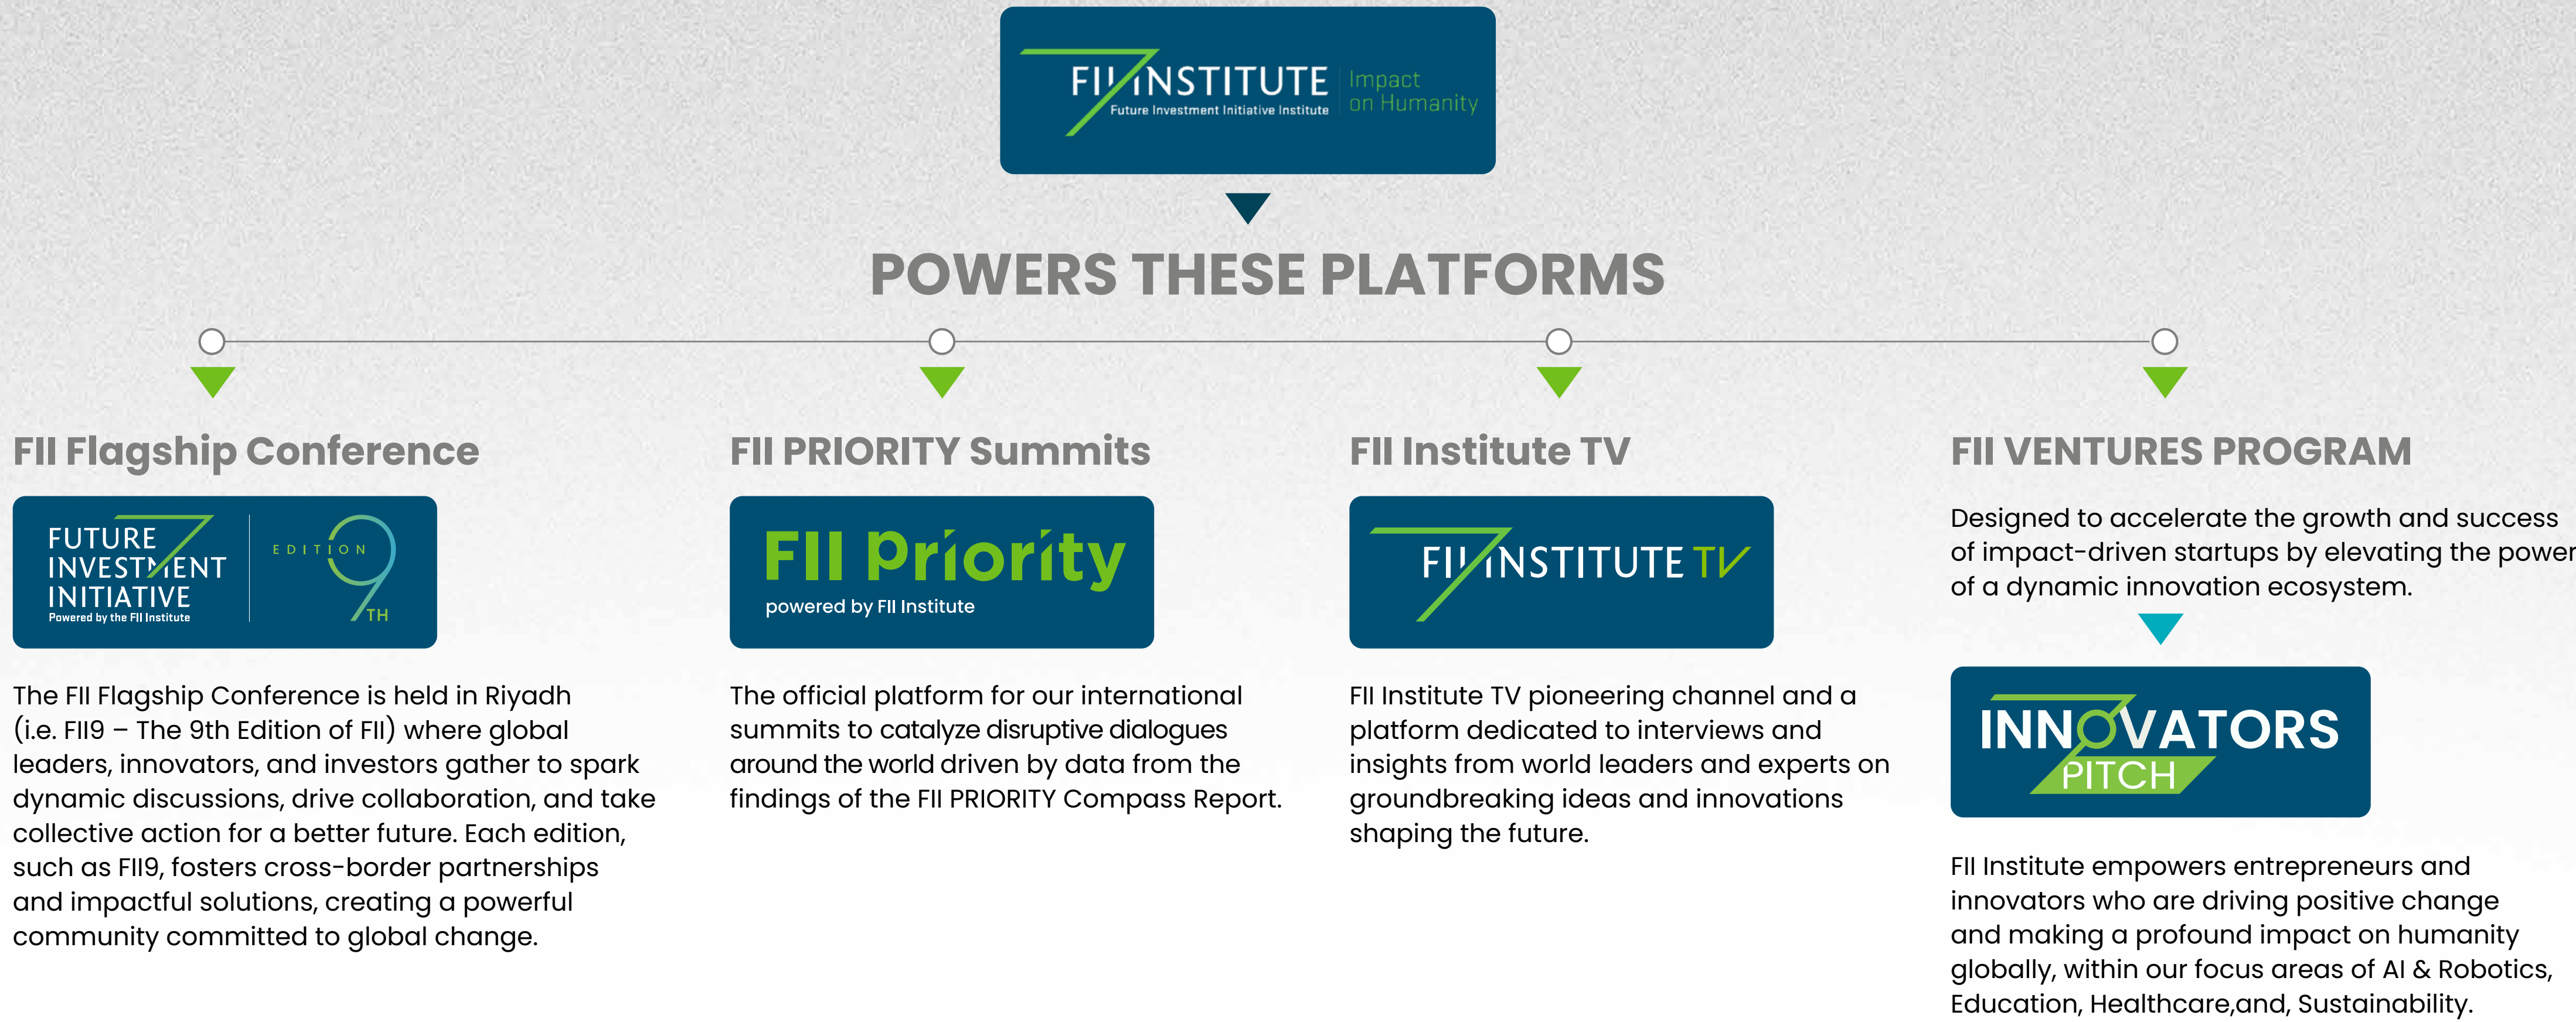 FII INSTITUTE
Future Investment Initiative Institute
Impact
on Humanity
POWERS THESE PLATFORMS
FII Flagship Conference
FUTURE
INVESTMENT
INITIATIVE
Powered by the FII Institute
EDITION 9
TH
The FII Flagship Conference is held in Riyadh
(i.e. FII9 – The 9th Edition of FII) where global
leaders, innovators, and investors gather to spark
dynamic discussions, drive collaboration, and take
collective action for a better future. Each edition,
such as FII9, fosters cross-border partnerships
and impactful solutions, creating a powerful
community committed to global change.
FII PRIORITY Summits
FII Priority
powered by FII Institute
The official platform for our international
summits to catalyze disruptive dialogues
around the world driven by data from the
findings of the FII PRIORITY Compass Report.
FII Institute TV
FII INSTITUTE TV
FII Institute TV pioneering channel and a
platform dedicated to interviews and
insights from world leaders and experts on
groundbreaking ideas and innovations
shaping the future.
FII VENTURES PROGRAM
Designed to accelerate the growth and success
of impact-driven startups by elevating the power
of a dynamic innovation ecosystem.
INNOVATORS
PITCH
FII Institute empowers entrepreneurs and
innovators who are driving positive change
and making a profound impact on humanity
globally, within our focus areas of AI & Robotics,
Education, Healthcare,and, Sustainability.